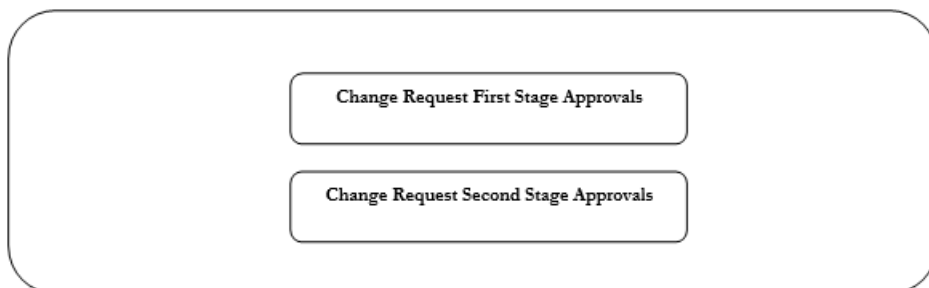 Change Request First Stage Approvals
Change Request Second Stage Approvals